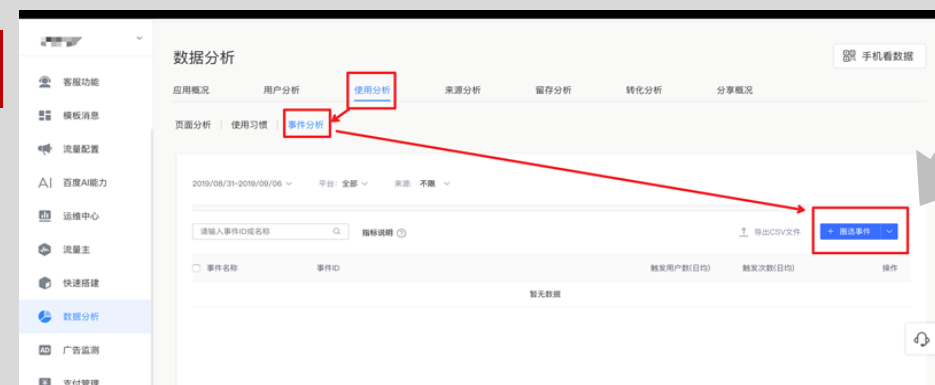 数据分析
手机看数据
应用概况 用户分析 使用分析 来源分析 留存分析 转化分析 分享概况
页面分析 使用习惯 事件分析
客服功能
模板消息
流量配置
AI 百度AI能力
运维中心
流量主
快速搭建
数据分析
AD 广告监测
支付管理
2019/08/31-2019/09/06 平台: 全部 来源: 不限
请输入事件ID或名称 指标说明 ? 导出CSV文件 + 圈选事件
事件名称 事件ID 触发用户数(日均) 触发次数(日均) 操作
暂无数据